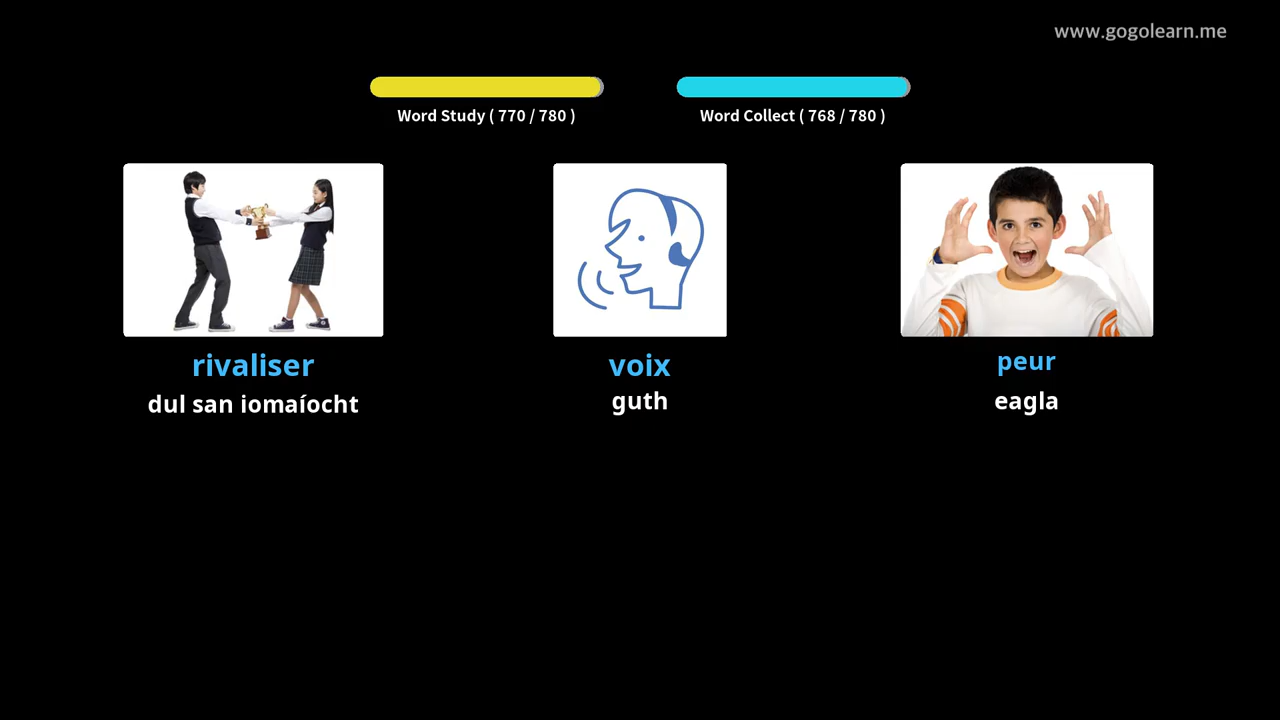 www.gogolearn.me
Word Study ( 770 / 780 )
Word Collect ( 768 / 780 )
rivaliser
dul san iomaíocht
voix
guth
peur
eagla